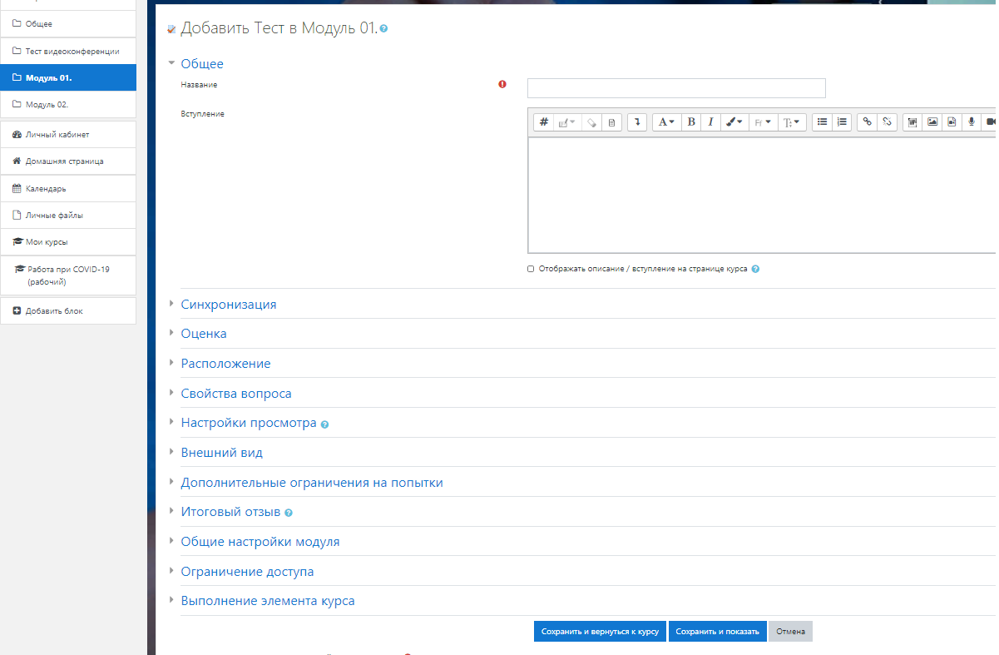 Общее
Тест видеоконференции
Модуль 01.
Модуль 02.
Личный кабинет
Домашняя страница
Календарь
Личные файлы
Мои курсы
Работа при COVID-19
(рабочий)
Добавить блок
Добавить Тест в Модуль 01.
Общее
Название
Вступление
Отображать описание / вступление на странице курса
Синхронизация
Оценка
Расположение
Свойства вопроса
Настройки просмотра
Внешний вид
Дополнительные ограничения на попытки
Итоговый отзыв
Общие настройки модуля
Ограничение доступа
Выполнение элемента курса
Сохранить и вернуться к курсу Сохранить и показать Отмена